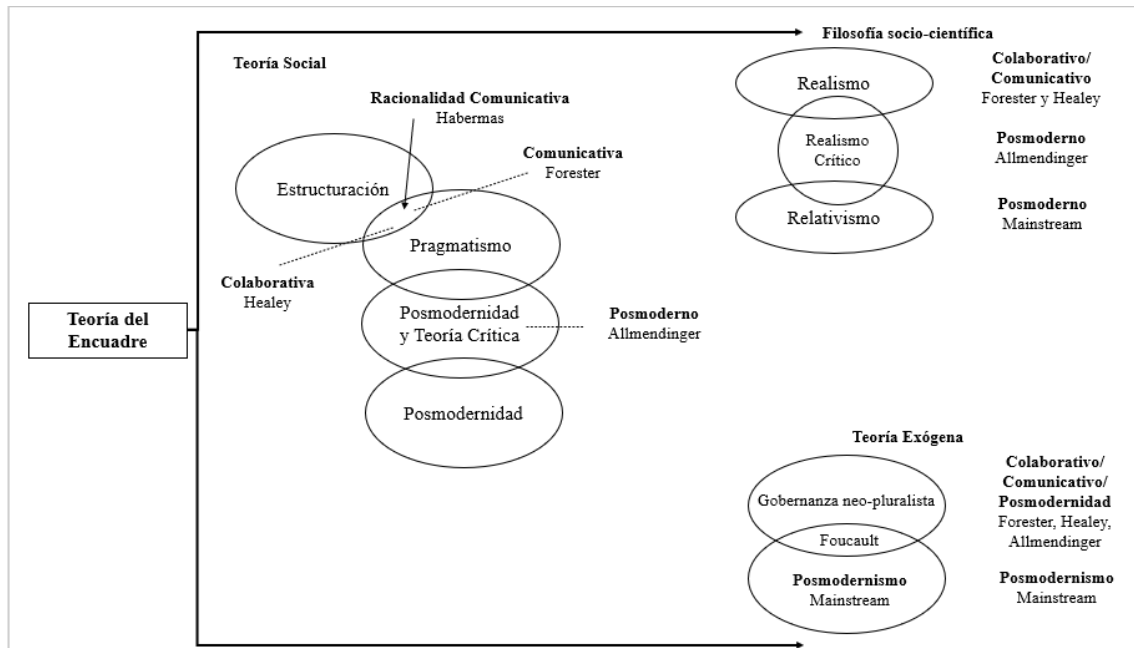 Filosofía socio-científica
Teoría Social
Colaborativo/
Comunicativo
Forester y Healey
Realismo
Racionalidad Comunicativa
Habermas
Realismo
Crítico
Posmoderno
Allmendinger
Comunicativa
Forester
Estructuración
Relativismo
Posmoderno
Mainstream
Pragmatismo
Colaborativa
Healey
Teoría del
Encuadre
Posmodernidad
y Teoría Crítica
Posmoderno
Allmendinger
Posmodernidad
Teoría Exógena
Colaborativo/
Comunicativo/
Posmodernidad
Forester, Healey,
Allmendinger
Gobernanza neo-pluralista
Foucault
Posmodernismo
Mainstream
Posmodernismo
Mainstream